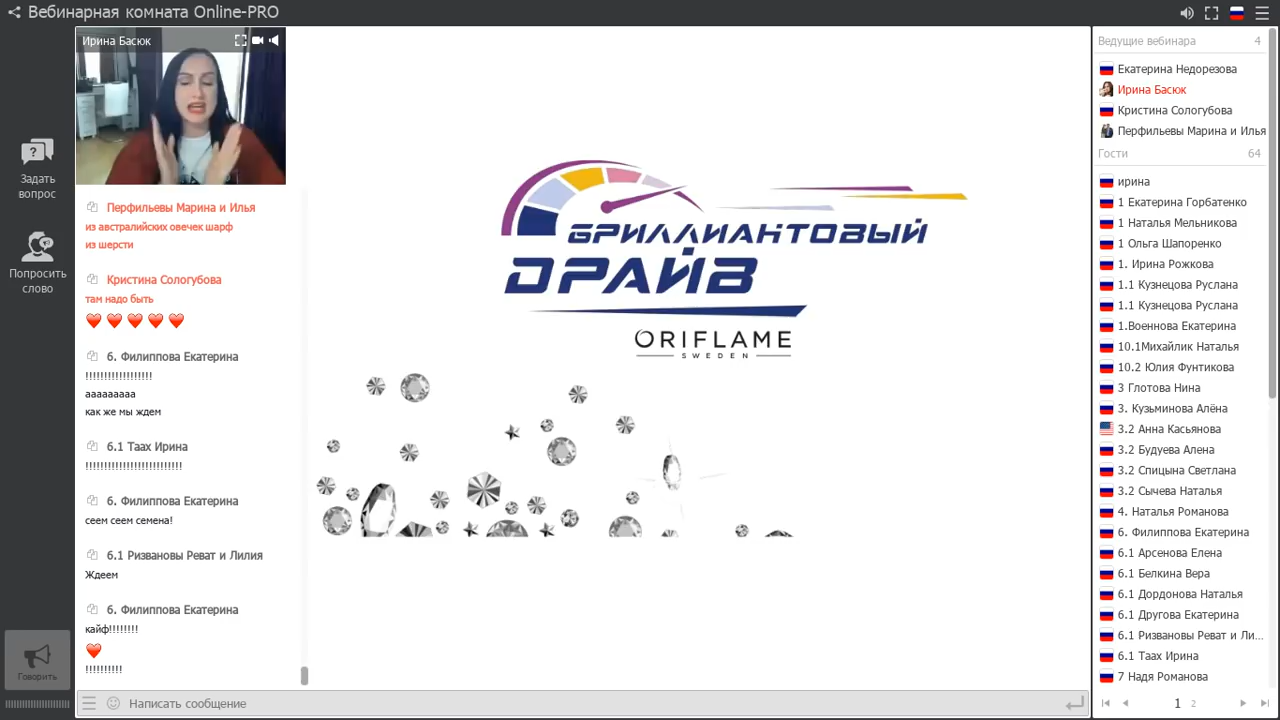 Вебинарная комната Online-PRO
Задать
вопрос
Попросить
слово
Говорить
Ирина Басюк
Перфильевы Марина и Илья
из австралийских овечек шарф
из шерсти
Кристина Сологубова
там надо быть
6. Филиппова Екатерина
!!!!!!!!!!!!!!!!!!
ааааааааа
как же мы ждем
6.1 Таах Ирина
!!!!!!!!!!!!!!!!!!!!!!!!!!
6. Филиппова Екатерина
сеем сеем семена!
6.1 Ризвановы Реват и Лилия
Ждеем
6. Филиппова Екатерина
кайф!!!!!!!!
!!!!!!!!!!
Написать сообщение
БРИЛЛИАНТОВЫЙ
ДРАЙВ
ORIFLAME
SWEDEN
Ведущие вебинара 4
Екатерина Недорезова
Ирина Басюк
Кристина Сологубова
Перфильевы Марина и Илья
Гости 64
ирина
1 Екатерина Горбатенко
1 Наталья Мельникова
1 Ольга Шапоренко
1. Ирина Рожкова
1.1 Кузнецова Руслана
1.1 Кузнецова Руслана
1.Военнова Екатерина
10.1Михайлик Наталья
10.2 Юлия Фунтикова
3 Глотова Нина
3. Кузьминова Алёна
3.2 Анна Касьянова
3.2 Будуева Алена
3.2 Спицына Светлана
3.2 Сычева Наталья
4. Наталья Романова
6. Филиппова Екатерина
6.1 Арсенова Елена
6.1 Белкина Вера
6.1 Дордонова Наталья
6.1 Другова Екатерина
6.1 Ризвановы Реват и Ли...
6.1 Таах Ирина
7 Надя Романова
1 2